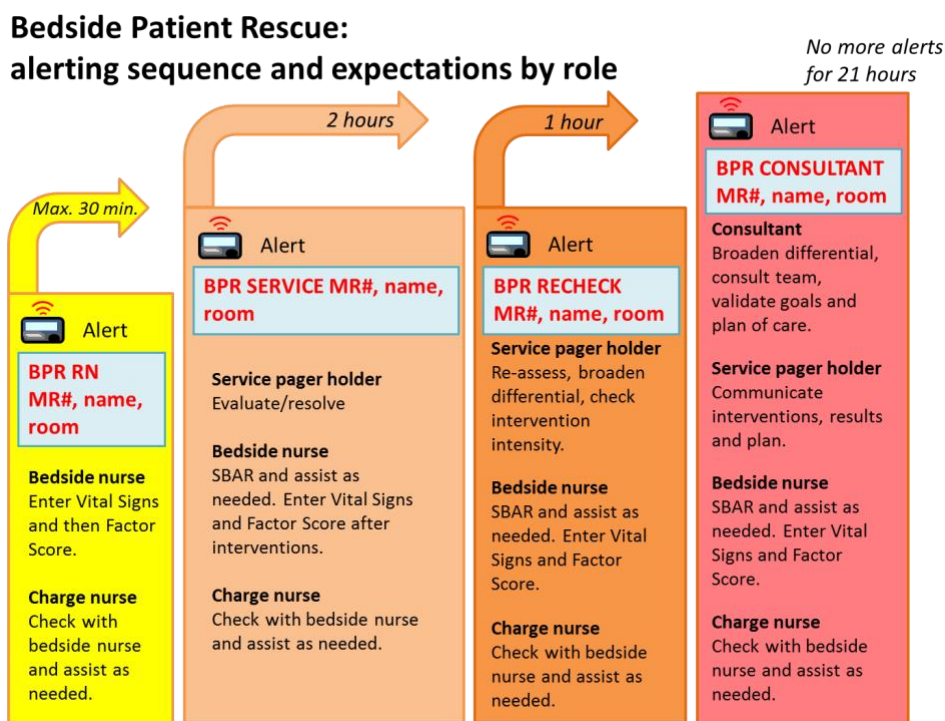 Bedside Patient Rescue:
alerting sequence and expectations by role
No more alerts
for 21 hours
Max. 30 min.
Alert
BPR RN
MR#, name,
room
Bedside nurse
Enter Vital Signs
and then Factor
Score.
Charge nurse
Check with
bedside nurse
and assist as
needed.
2 hours
Alert
BPR SERVICE MR#, name,
room
Service pager holder
Evaluate/resolve
Bedside nurse
SBAR and assist as
needed. Enter Vital Signs
and Factor Score after
interventions.
Charge nurse
Check with bedside nurse
and assist as needed.
1 hour
Alert
BPR RECHECK
MR#, name, room
Service pager holder
Re-assess, broaden
differential, check
intervention
intensity.
Bedside nurse
SBAR and assist as
needed. Enter Vital
Signs and Factor
Score.
Charge nurse
Check with bedside
nurse and assist as
needed.
Alert
BPR CONSULTANT
MR#, name, room
Consultant
Broaden differential,
consult team,
validate goals and
plan of care.
Service pager holder
Communicate
interventions, results
and plan.
Bedside nurse
SBAR and assist as
needed. Enter Vital
Signs and Factor
Score.
Charge nurse
Check with bedside
nurse and assist as
needed.